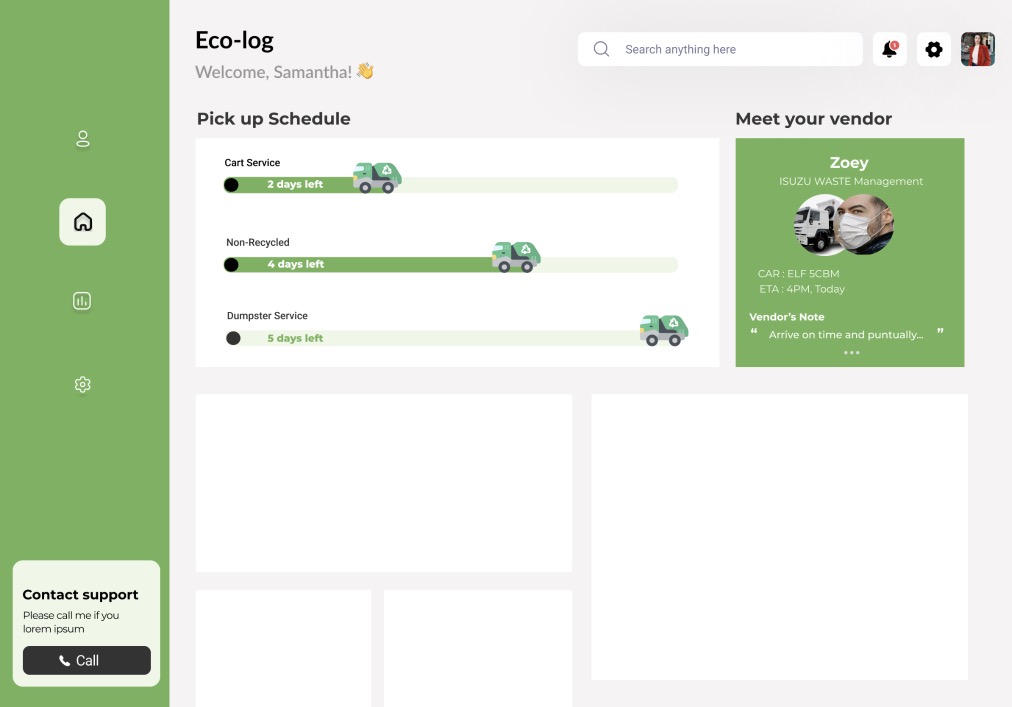 Eco-log
Welcome, Samantha! 👋
Search anything here
Pick up Schedule
Cart Service
2 days left
Non-Recycled
4 days left
Dumpster Service
5 days left
Meet your vendor
Zoey
ISUZU WASTE Management
CAR : ELF 5CBM
ETA : 4PM, Today
Vendor’s Note
“ Arrive on time and puntually... ”
Contact support
Please call me if you
lorem ipsum
Call